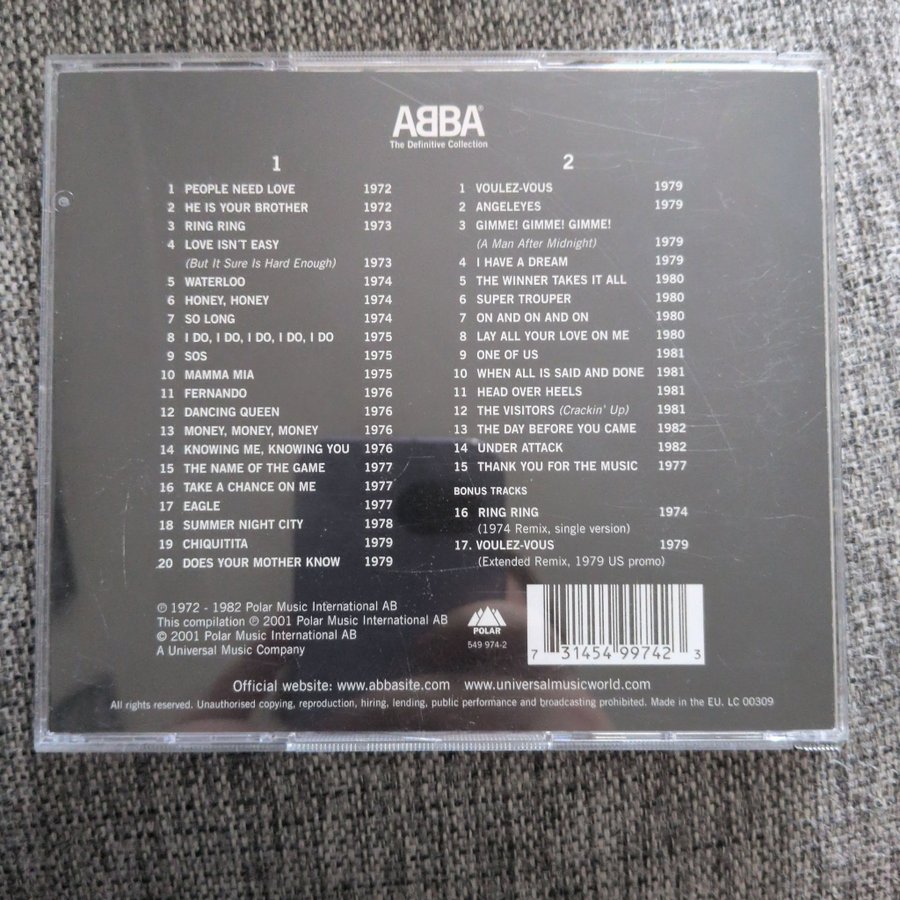 ABBA®
The Definitive Collection
1
1 PEOPLE NEED LOVE 1972
2 HE IS YOUR BROTHER 1972
3 RING RING 1973
4 LOVE ISN'T EASY
(But It Sure Is Hard Enough) 1973
5 WATERLOO 1974
6 HONEY, HONEY 1974
7 SO LONG 1974
8 I DO, I DO, I DO, I DO, I DO 1975
9 SOS 1975
10 MAMMA MIA 1975
11 FERNANDO 1976
12 DANCING QUEEN 1976
13 MONEY, MONEY, MONEY 1976
14 KNOWING ME, KNOWING YOU 1976
15 THE NAME OF THE GAME 1977
16 TAKE A CHANCE ON ME 1977
17 EAGLE 1977
18 SUMMER NIGHT CITY 1978
19 CHIQUITITA 1979
20 DOES YOUR MOTHER KNOW 1979
2
1 VOULEZ-VOUS 1979
2 ANGELEYES 1979
3 GIMME! GIMME! GIMME!
(A Man After Midnight) 1979
4 I HAVE A DREAM 1979
5 THE WINNER TAKES IT ALL 1980
6 SUPER TROUPER 1980
7 ON AND ON AND ON 1980
8 LAY ALL YOUR LOVE ON ME 1980
9 ONE OF US 1981
10 WHEN ALL IS SAID AND DONE 1981
11 HEAD OVER HEELS 1981
12 THE VISITORS (Crackin' Up) 1981
13 THE DAY BEFORE YOU CAME 1982
14 UNDER ATTACK 1982
15 THANK YOU FOR THE MUSIC 1977
BONUS TRACKS
16 RING RING 1974
(1974 Remix, single version)
17. VOULEZ-VOUS 1979
(Extended Remix, 1979 US promo)
℗ 1972 - 1982 Polar Music International AB
This compilation ℗ 2001 Polar Music International AB
© 2001 Polar Music International AB
A Universal Music Company
POLAR
549 974-2
7 31454 99742 3
Official website: www.abbasite.com www.universalmusicworld.com
All rights reserved. Unauthorised copying, reproduction, hiring, lending, public performance and broadcasting prohibited. Made in the EU. LC 00309